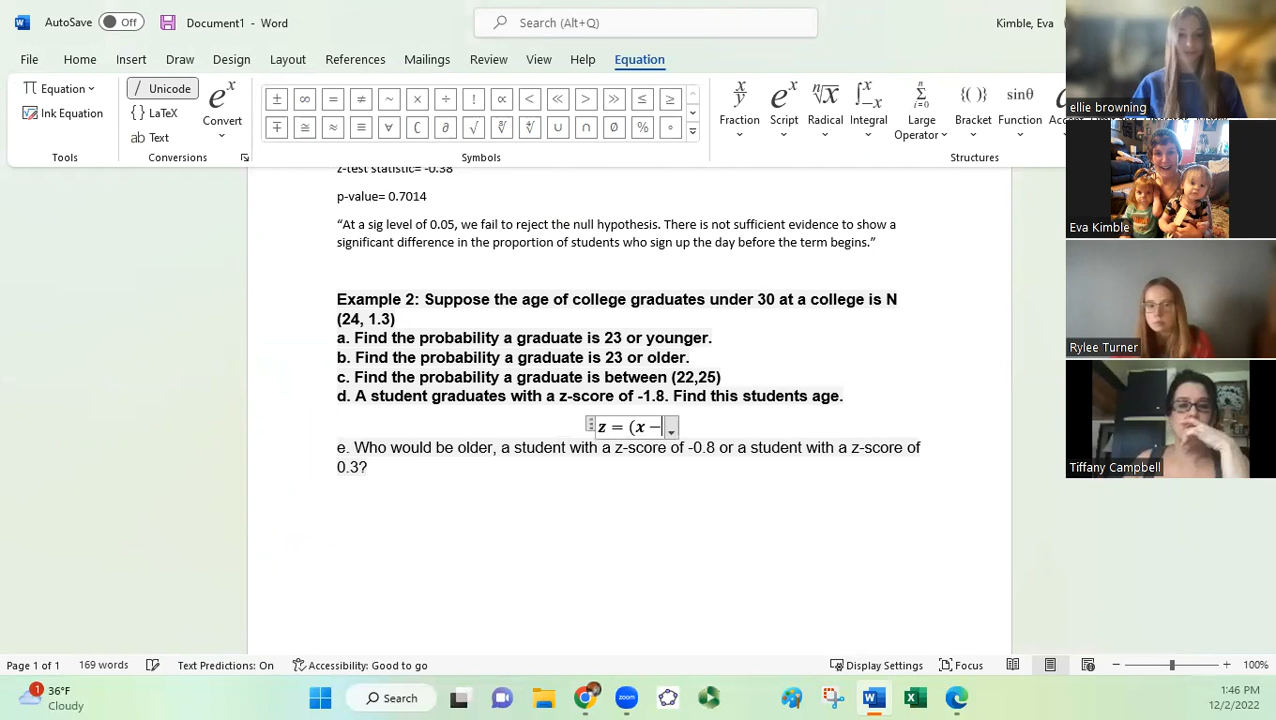 AutoSave Off Document1 - Word Search (Alt+Q) Kimble, Eva
File Home Insert Draw Design Layout References Mailings Review View Help Equation
Equation Unicode
Ink Equation LaTeX
Text
Convert
Tools Conversions Symbols Structures
Fraction Script Radical Integral Large Operator Bracket Function
± ∞ = ≠ ~ × ÷ ! ∝ < ≪ > ≫ ≤ ≥
∓ ≅ ≈ ≡ ∀ ∁ ∂ √ ∛ ∜ ∪ ∩ ∅ % °
z-test statistic= -0.38
p-value= 0.7014
“At a sig level of 0.05, we fail to reject the null hypothesis. There is not sufficient evidence to show a
significant difference in the proportion of students who sign up the day before the term begins.”
Example 2: Suppose the age of college graduates under 30 at a college is N
(24, 1.3)
a. Find the probability a graduate is 23 or younger.
b. Find the probability a graduate is 23 or older.
c. Find the probability a graduate is between (22,25)
d. A student graduates with a z-score of -1.8. Find this students age.
z = (x −
e. Who would be older, a student with a z-score of -0.8 or a student with a z-score of
0.3?
ellie browning
Eva Kimble
Rylee Turner
Tiffany Campbell
Page 1 of 1 169 words Text Predictions: On Accessibility: Good to go Display Settings Focus 100%
1 36°F
Cloudy
Search
zoom
1:46 PM
12/2/2022